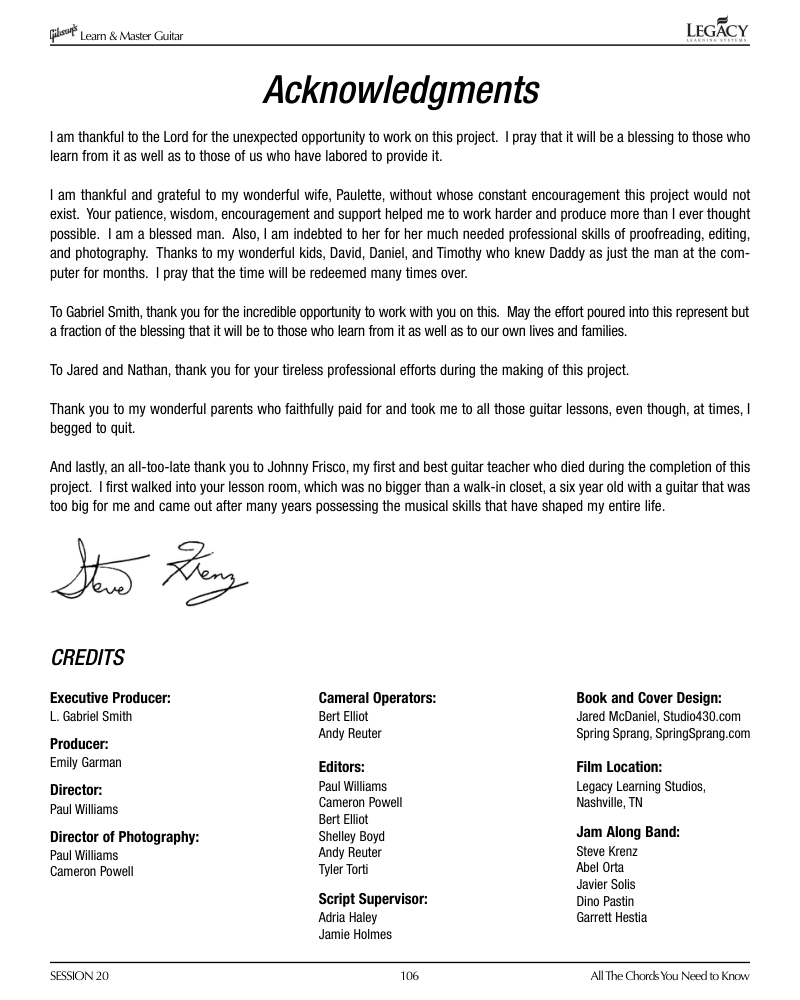 Gibson's Learn & Master Guitar
LEGACY
LEARNING SYSTEMS
Acknowledgments
I am thankful to the Lord for the unexpected opportunity to work on this project.  I pray that it will be a blessing to those who
learn from it as well as to those of us who have labored to provide it.
I am thankful and grateful to my wonderful wife, Paulette, without whose constant encouragement this project would not
exist.  Your patience, wisdom, encouragement and support helped me to work harder and produce more than I ever thought
possible.  I am a blessed man.  Also, I am indebted to her for her much needed professional skills of proofreading, editing,
and photography.  Thanks to my wonderful kids, David, Daniel, and Timothy who knew Daddy as just the man at the com-
puter for months.  I pray that the time will be redeemed many times over.
To Gabriel Smith, thank you for the incredible opportunity to work with you on this.  May the effort poured into this represent but
a fraction of the blessing that it will be to those who learn from it as well as to our own lives and families.
To Jared and Nathan, thank you for your tireless professional efforts during the making of this project.
Thank you to my wonderful parents who faithfully paid for and took me to all those guitar lessons, even though, at times, I
begged to quit.
And lastly, an all-too-late thank you to Johnny Frisco, my first and best guitar teacher who died during the completion of this
project.  I first walked into your lesson room, which was no bigger than a walk-in closet, a six year old with a guitar that was
too big for me and came out after many years possessing the musical skills that have shaped my entire life.
Steve Krenz
CREDITS
Executive Producer:
L. Gabriel Smith
Producer:
Emily Garman
Director:
Paul Williams
Director of Photography:
Paul Williams
Cameron Powell
Cameral Operators:
Bert Elliot
Andy Reuter
Editors:
Paul Williams
Cameron Powell
Bert Elliot
Shelley Boyd
Andy Reuter
Tyler Torti
Script Supervisor:
Adria Haley
Jamie Holmes
Book and Cover Design:
Jared McDaniel, Studio430.com
Spring Sprang, SpringSprang.com
Film Location:
Legacy Learning Studios,
Nashville, TN
Jam Along Band:
Steve Krenz
Abel Orta
Javier Solis
Dino Pastin
Garrett Hestia
SESSION 20
106
All The Chords You Need to Know